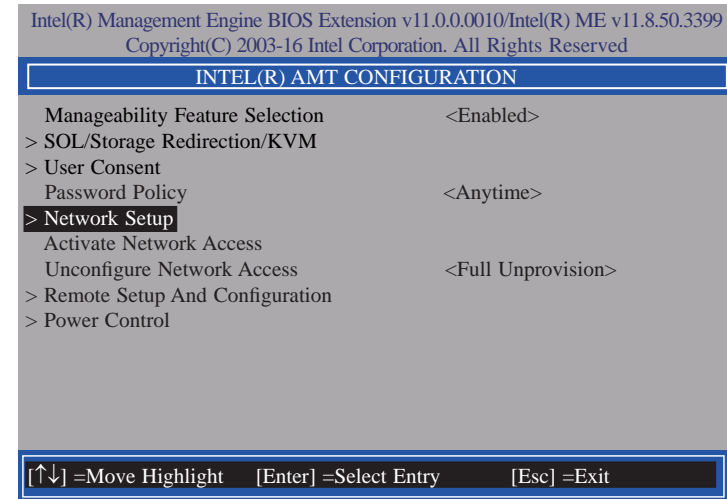 Intel(R) Management Engine BIOS Extension v11.0.0.0010/Intel(R) ME v11.8.50.3399
Copyright(C) 2003-16 Intel Corporation. All Rights Reserved
INTEL(R) AMT CONFIGURATION
Manageability Feature Selection <Enabled>
> SOL/Storage Redirection/KVM
> User Consent
Password Policy <Anytime>
> Network Setup
Activate Network Access
Unconfigure Network Access <Full Unprovision>
> Remote Setup And Configuration
> Power Control
[↑↓] =Move Highlight [Enter] =Select Entry [Esc] =Exit